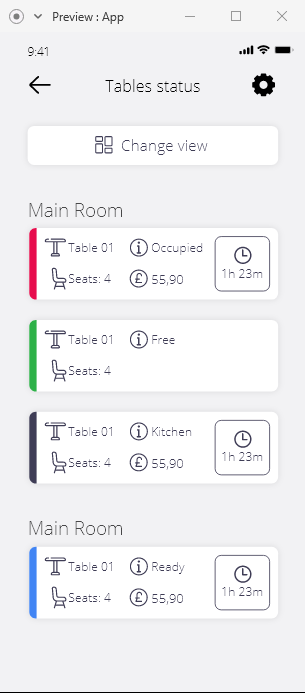 Preview : App
9:41
Tables status
Change view
Main Room
Table 01 Occupied
Seats: 4 £ 55,90 1h 23m
Table 01 Free
Seats: 4
Table 01 Kitchen
Seats: 4 £ 55,90 1h 23m
Main Room
Table 01 Ready
Seats: 4 £ 55,90 1h 23m